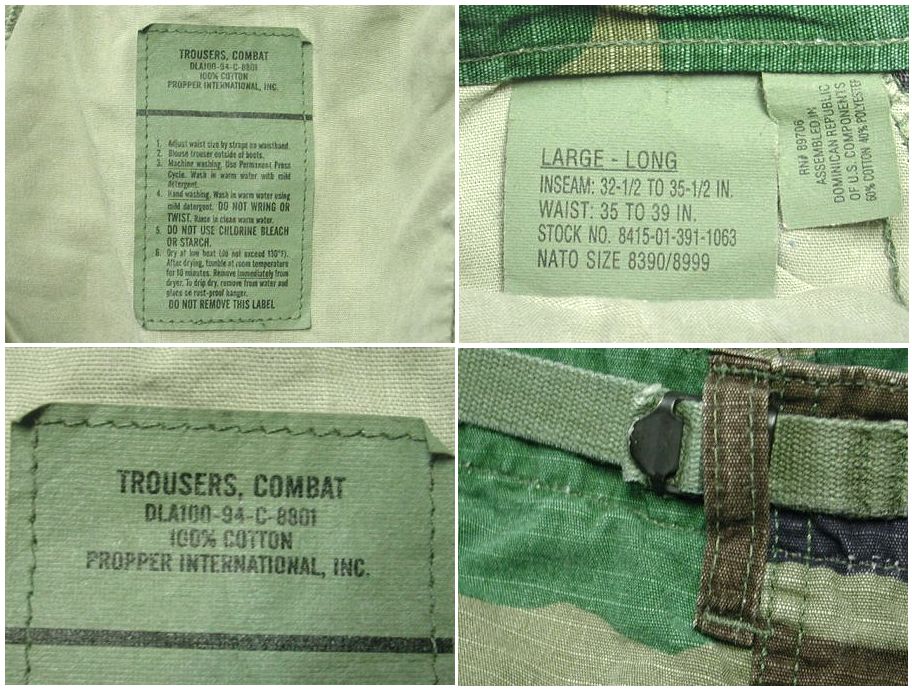 TROUSERS, COMBAT
DLA100-94-C-8801
100% COTTON
PROPPER INTERNATIONAL, INC.
1. Adjust waist size by straps on waistband.
2. Blouse trouser outside of boots.
3. Machine washing. Use Permanent Press
Cycle. Wash in warm water with mild
detergent.
4. Hand washing. Wash in warm water using
mild detergent. DO NOT WRING OR
TWIST. Rinse in clean warm water.
5. DO NOT USE CHLORINE BLEACH
OR STARCH.
6. Dry at low heat (do not exceed 130°F).
After drying, tumble at room temperature
for 10 minutes. Remove immediately from
dryer. To drip dry, remove from water and
place on rust-proof hanger.
DO NOT REMOVE THIS LABEL
LARGE - LONG
INSEAM: 32-1/2 TO 35-1/2 IN.
WAIST: 35 TO 39 IN.
STOCK NO. 8415-01-391-1063
NATO SIZE 8390/8999
RN# 89706
ASSEMBLED IN
DOMINICAN REPUBLIC
OF U.S. COMPONENTS
60% COTTON 40% POLYESTER
TROUSERS, COMBAT
DLA100-94-C-8801
100% COTTON
PROPPER INTERNATIONAL, INC.